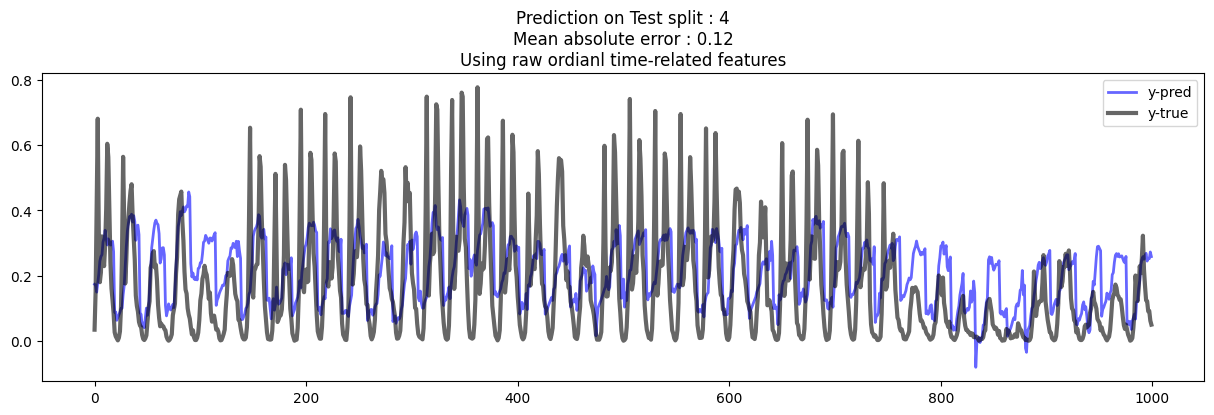 Prediction on Test split : 4
Mean absolute error : 0.12
Using raw ordianl time-related features
y-pred
y-true
0.8
0.6
0.4
0.2
0.0
0
200
400
600
800
1000